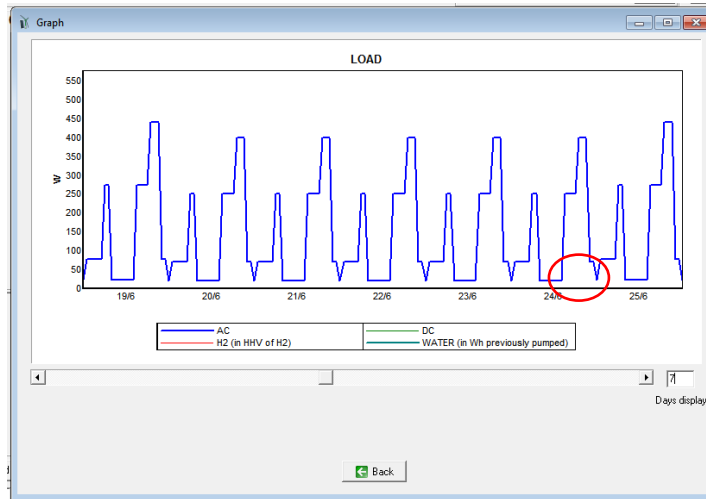 Graph
LOAD
550
500
450
400
350
300
250
200
150
100
50
0
W
19/6 20/6 21/6 22/6 23/6 24/6 25/6
AC DC
H2 (in HHV of H2) WATER (in Wh previously pumped)
7
Days display
Back